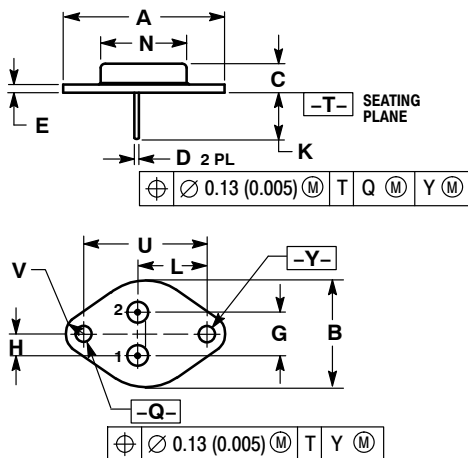 A
N
C
E
–T– SEATING PLANE
D 2 PL
K
⌖ ∅ 0.13 (0.005) Ⓜ T Q Ⓜ Y Ⓜ
U
V
L
–Y–
2
H
G
B
1
–Q–
⌖ ∅ 0.13 (0.005) Ⓜ T Y Ⓜ